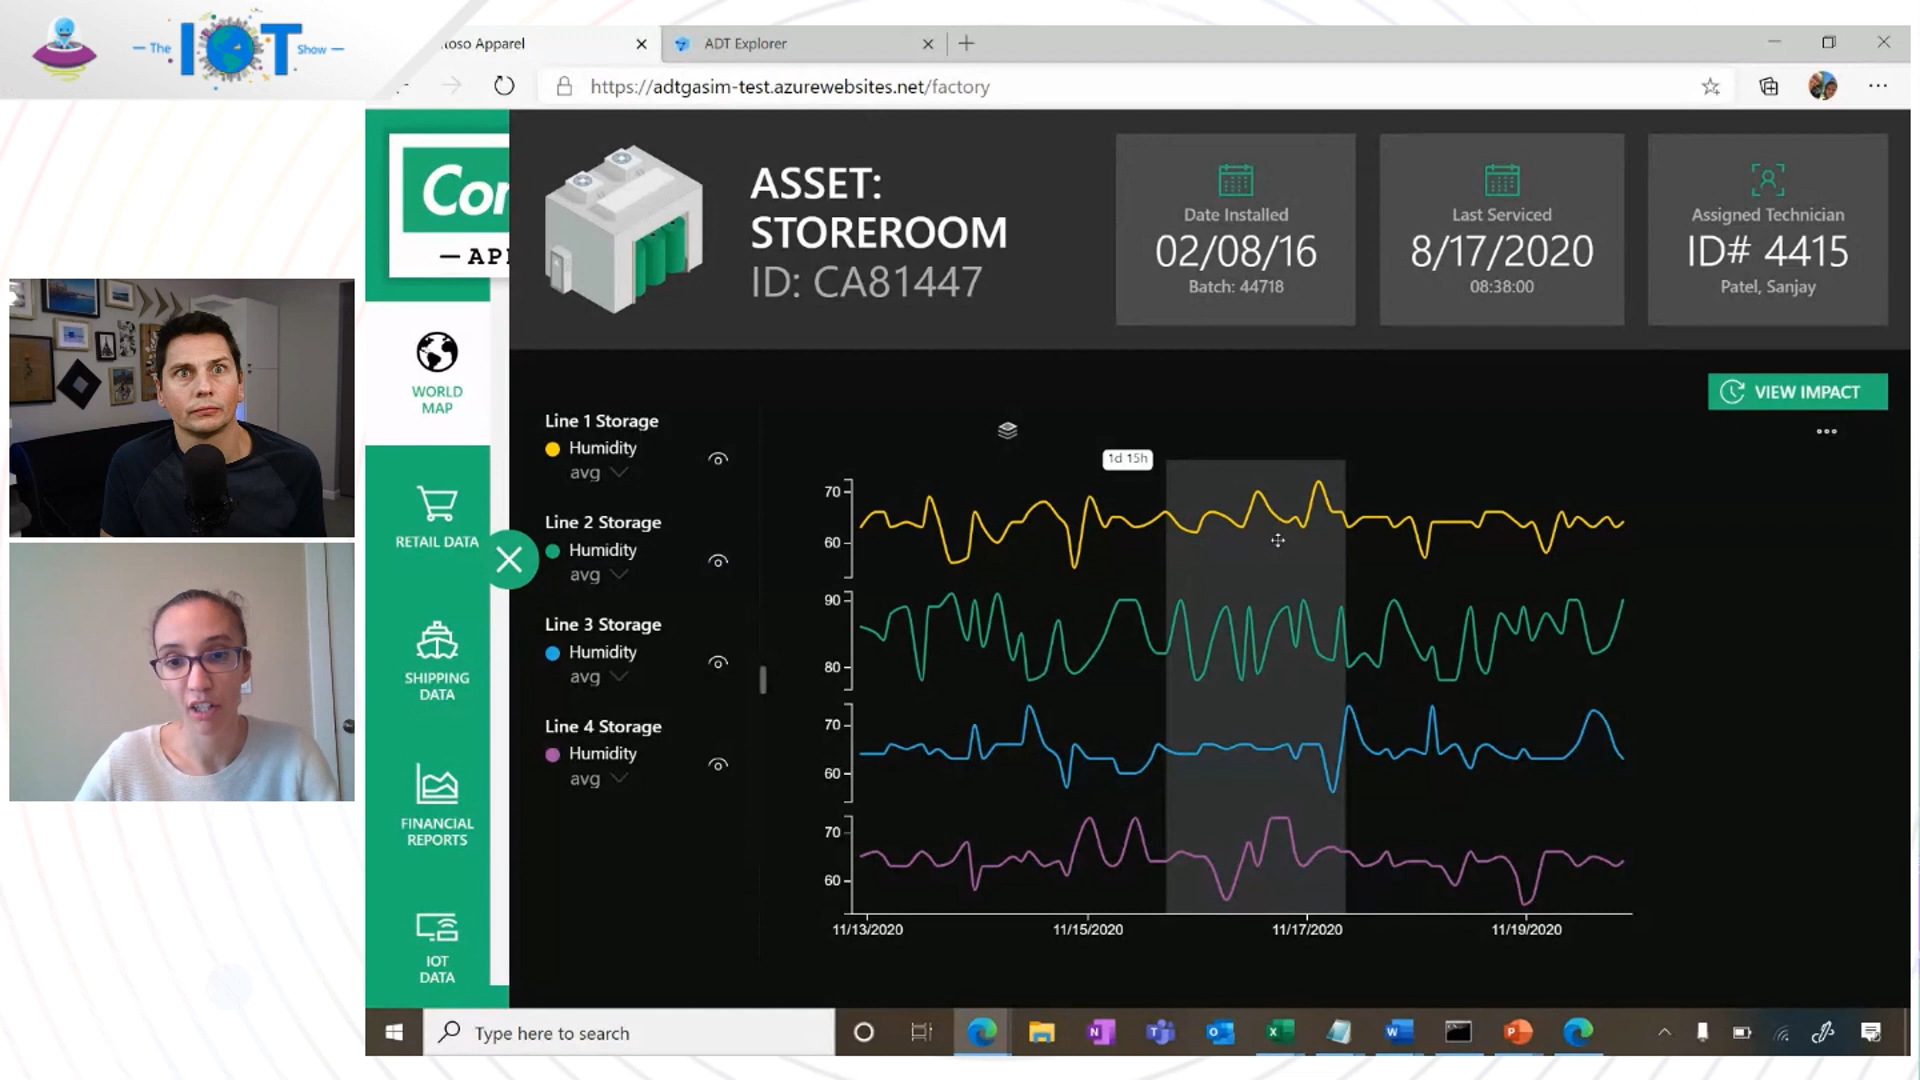 The IOT Show
toso Apparel
ADT Explorer
https://adtgasim-test.azurewebsites.net/factory
Con
— AP
WORLD
MAP
RETAIL DATA
SHIPPING
DATA
FINANCIAL
REPORTS
IOT
DATA
ASSET:
STOREROOM
ID: CA81447
Date Installed
02/08/16
Batch: 44718
Last Serviced
8/17/2020
08:38:00
Assigned Technician
ID# 4415
Patel, Sanjay
VIEW IMPACT
Line 1 Storage
Humidity
avg
Line 2 Storage
Humidity
avg
Line 3 Storage
Humidity
avg
Line 4 Storage
Humidity
avg
1d 15h
70
60
90
80
70
60
70
60
11/13/2020
11/15/2020
11/17/2020
11/19/2020
Type here to search